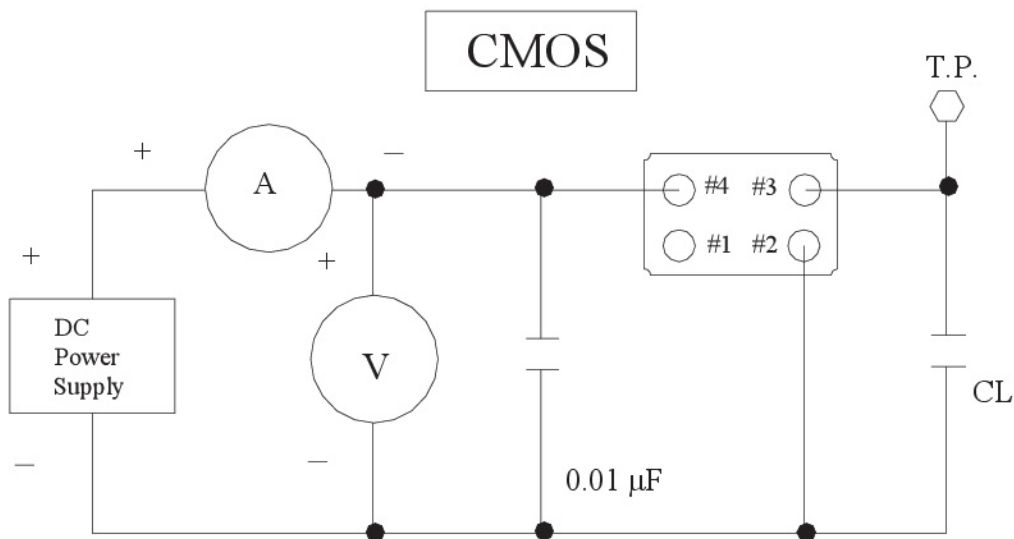 CMOS
T.P.
+
−
A
#4 #3
#1 #2
+
+
DC
Power
Supply
V
CL
−
−
0.01 μF